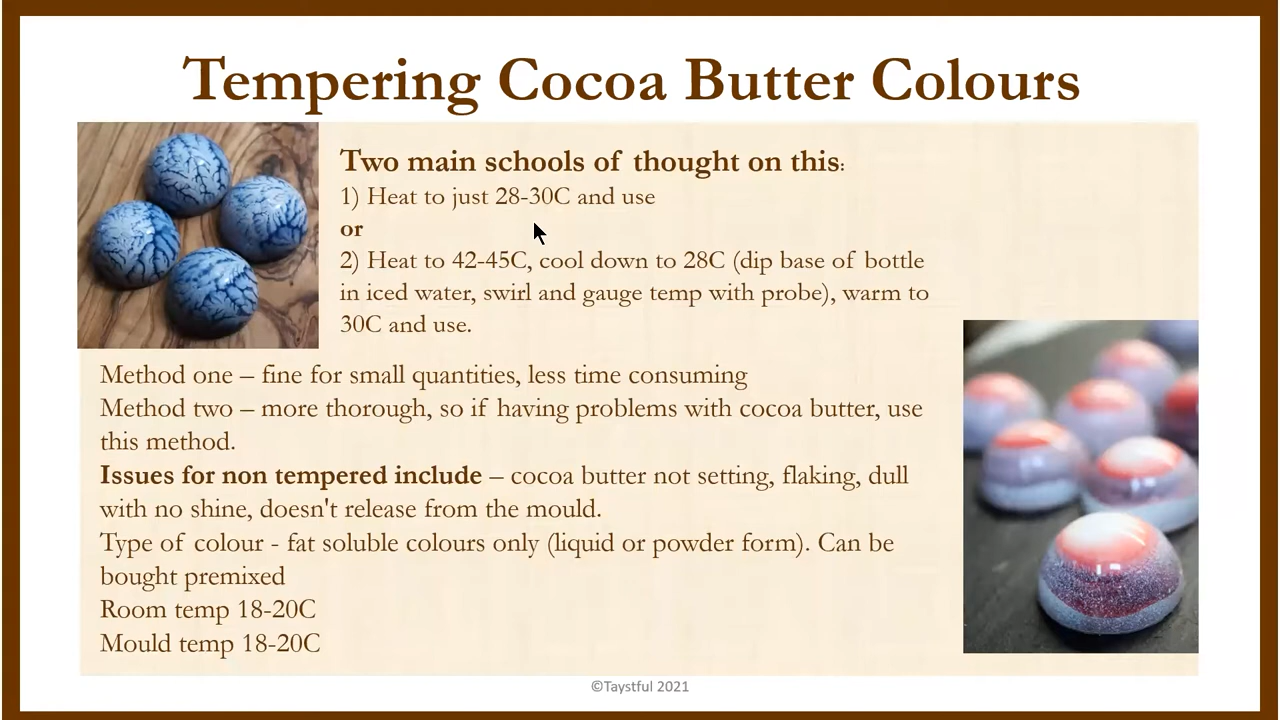 Tempering Cocoa Butter Colours
Two main schools of thought on this:
1) Heat to just 28-30C and use
or
2) Heat to 42-45C, cool down to 28C (dip base of bottle
in iced water, swirl and gauge temp with probe), warm to
30C and use.
Method one – fine for small quantities, less time consuming
Method two – more thorough, so if having problems with cocoa butter, use
this method.
Issues for non tempered include – cocoa butter not setting, flaking, dull
with no shine, doesn't release from the mould.
Type of colour - fat soluble colours only (liquid or powder form). Can be
bought premixed
Room temp 18-20C
Mould temp 18-20C
©Taystful 2021